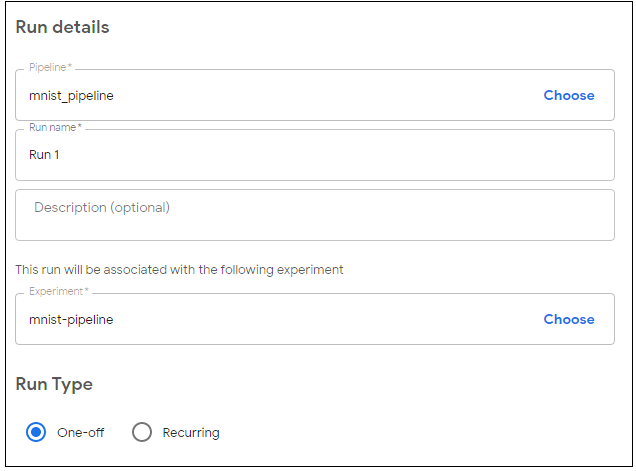 Run details
Pipeline*
mnist_pipeline Choose
Run name*
Run 1
Description (optional)
This run will be associated with the following experiment
Experiment*
mnist-pipeline Choose
Run Type
One-off Recurring